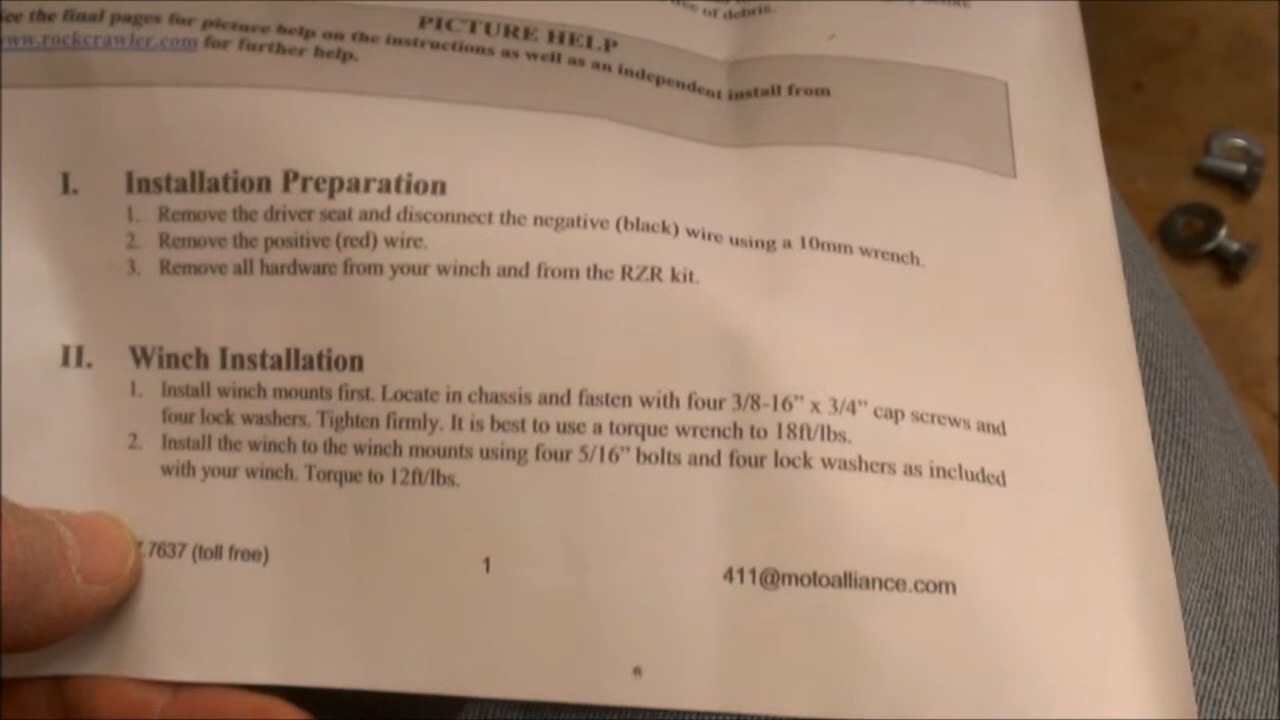 of debris.
PICTURE HELP
see the final pages for picture help on the instructions as well as an independent install from
www.rockcrawler.com for further help.
I. Installation Preparation
1. Remove the driver seat and disconnect the negative (black) wire using a 10mm wrench.
2. Remove the positive (red) wire.
3. Remove all hardware from your winch and from the RZR kit.
II. Winch Installation
1. Install winch mounts first. Locate in chassis and fasten with four 3/8-16” x 3/4” cap screws and
four lock washers. Tighten firmly. It is best to use a torque wrench to 18ft/lbs.
2. Install the winch to the winch mounts using four 5/16” bolts and four lock washers as included
with your winch. Torque to 12ft/lbs.
.7637 (toll free) 1 411@motoalliance.com